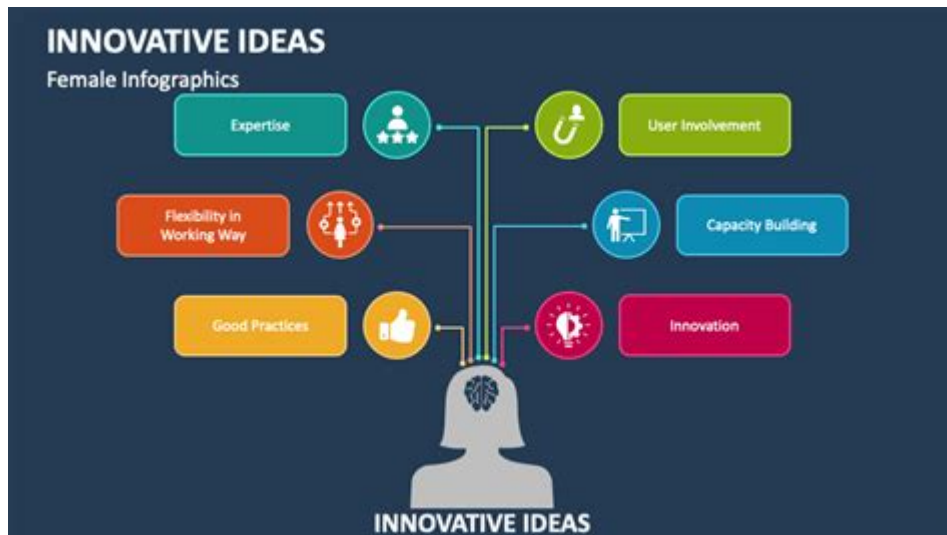 INNOVATIVE IDEAS
Female Infographics
Expertise
User Involvement
Flexibility in
Working Way
Capacity Building
Good Practices
Innovation
INNOVATIVE IDEAS